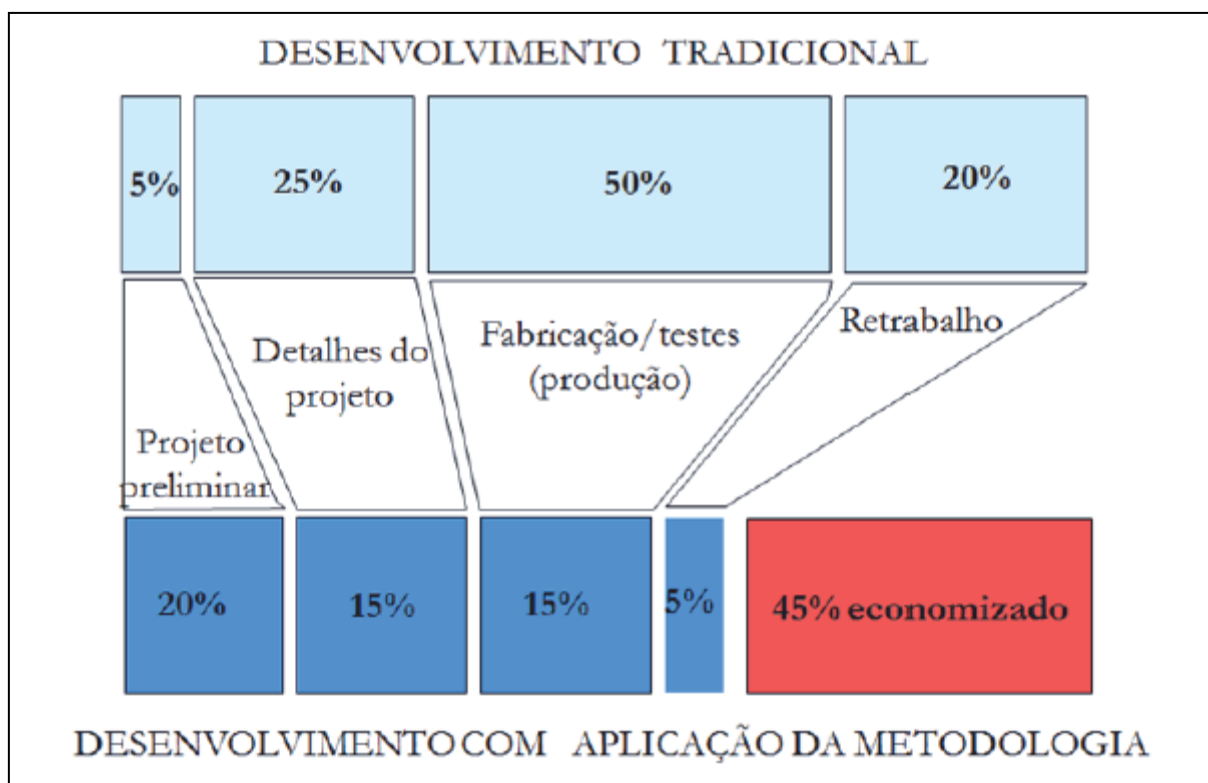 DESENVOLVIMENTO TRADICIONAL
5%
25%
50%
20%
Projeto
preliminar
Detalhes do
projeto
Fabricação/testes
(produção)
Retrabalho
20%
15%
15%
5%
45% economizado
DESENVOLVIMENTO COM APLICAÇÃO DA METODOLOGIA